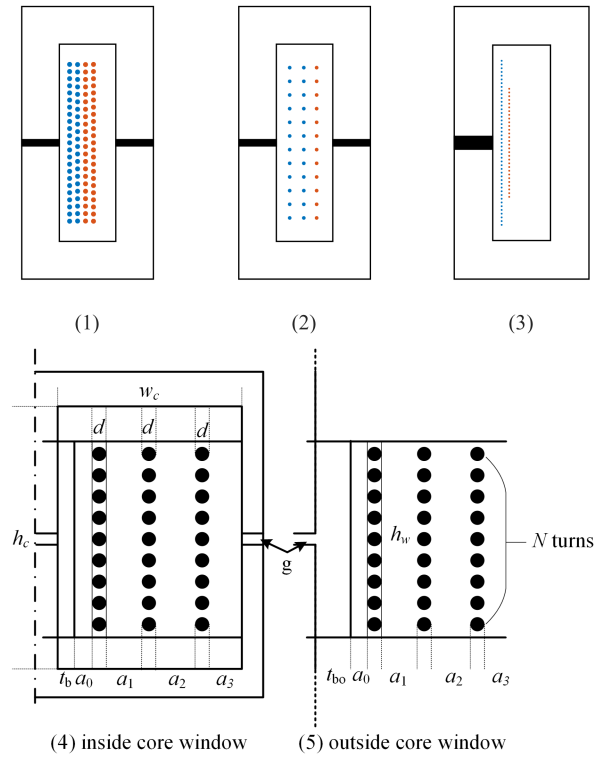 (1) (2) (3)
w_c
d d d
h_c h_w N turns
g
t_b a_0 a_1 a_2 a_3 t_bo a_0 a_1 a_2 a_3
(4) inside core window (5) outside core window